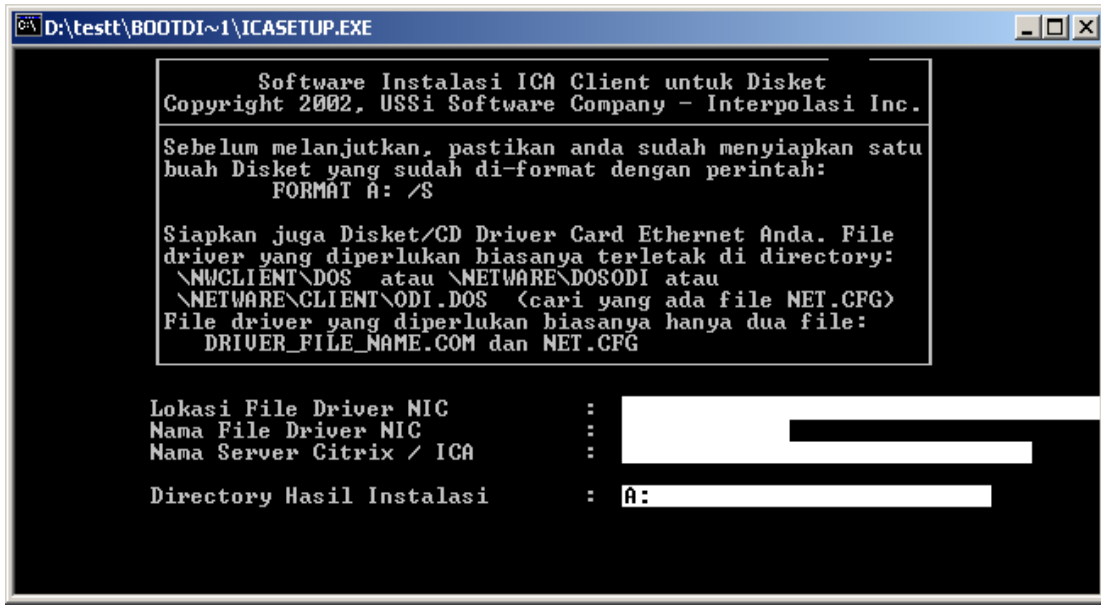 D:\testt\BOOTDI~1\ICASETUP.EXE
Software Instalasi ICA Client untuk Disket
Copyright 2002, USSi Software Company - Interpolasi Inc.
Sebelum melanjutkan, pastikan anda sudah menyiapkan satu
buah Disket yang sudah di-format dengan perintah:
FORMAT A: /S
Siapkan juga Disket/CD Driver Card Ethernet Anda. File
driver yang diperlukan biasanya terletak di directory:
\NWCLIENT\DOS atau \NETWARE\DOSODI atau
\NETWARE\CLIENT\ODI.DOS (cari yang ada file NET.CFG)
File driver yang diperlukan biasanya hanya dua file:
DRIVER_FILE_NAME.COM dan NET.CFG
Lokasi File Driver NIC :
Nama File Driver NIC :
Nama Server Citrix / ICA :
Directory Hasil Instalasi : A: